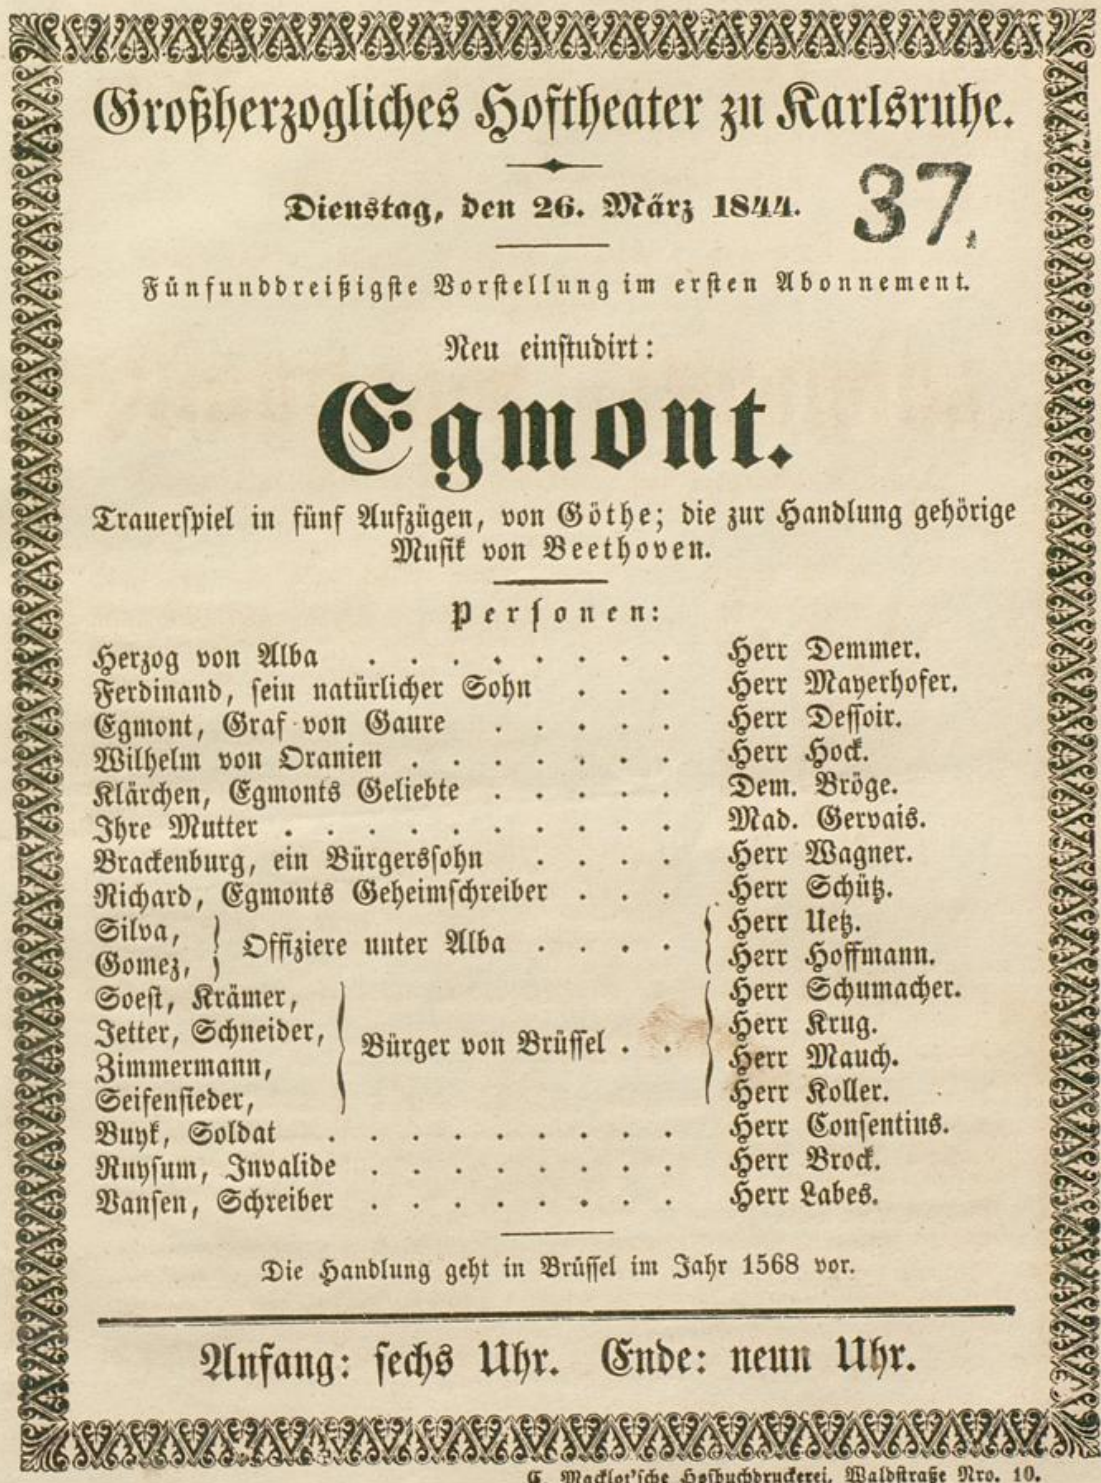 Großherzogliches Hoftheater zu Karlsruhe.
Dienstag, den 26. März 1844.
37.
Fünfunddreißigste Vorstellung im ersten Abonnement.
Neu einstudirt:
Egmont.
Trauerspiel in fünf Aufzügen, von Göthe; die zur Handlung gehörige
Musik von Beethoven.
Personen:
Herzog von Alba . . . . . . . . Herr Demmer.
Ferdinand, sein natürlicher Sohn . . . Herr Mayerhofer.
Egmont, Graf von Gaure . . . . . Herr Dessoir.
Wilhelm von Oranien . . . . . . . Herr Hock.
Klärchen, Egmonts Geliebte . . . . . Dem. Bröge.
Ihre Mutter . . . . . . . . . . Mad. Gervais.
Brackenburg, ein Bürgerssohn . . . . Herr Wagner.
Richard, Egmonts Geheimschreiber . . . Herr Schütz.
Silva, } Offiziere unter Alba . . . . { Herr Uetz.
Gomez, } { Herr Hoffmann.
Soest, Krämer, } { Herr Schumacher.
Jetter, Schneider, } Bürger von Brüssel . . { Herr Krug.
Zimmermann, } { Herr Mauch.
Seifensieder, } { Herr Koller.
Buyk, Soldat . . . . . . . . . Herr Consentius.
Ruysum, Invalide . . . . . . . . Herr Brock.
Vansen, Schreiber . . . . . . . . Herr Labes.
Die Handlung geht in Brüssel im Jahr 1568 vor.
Anfang: sechs Uhr. Ende: neun Uhr.
C. Macklot'sche Hofbuchdruckerei, Waldstraße Nro. 10.